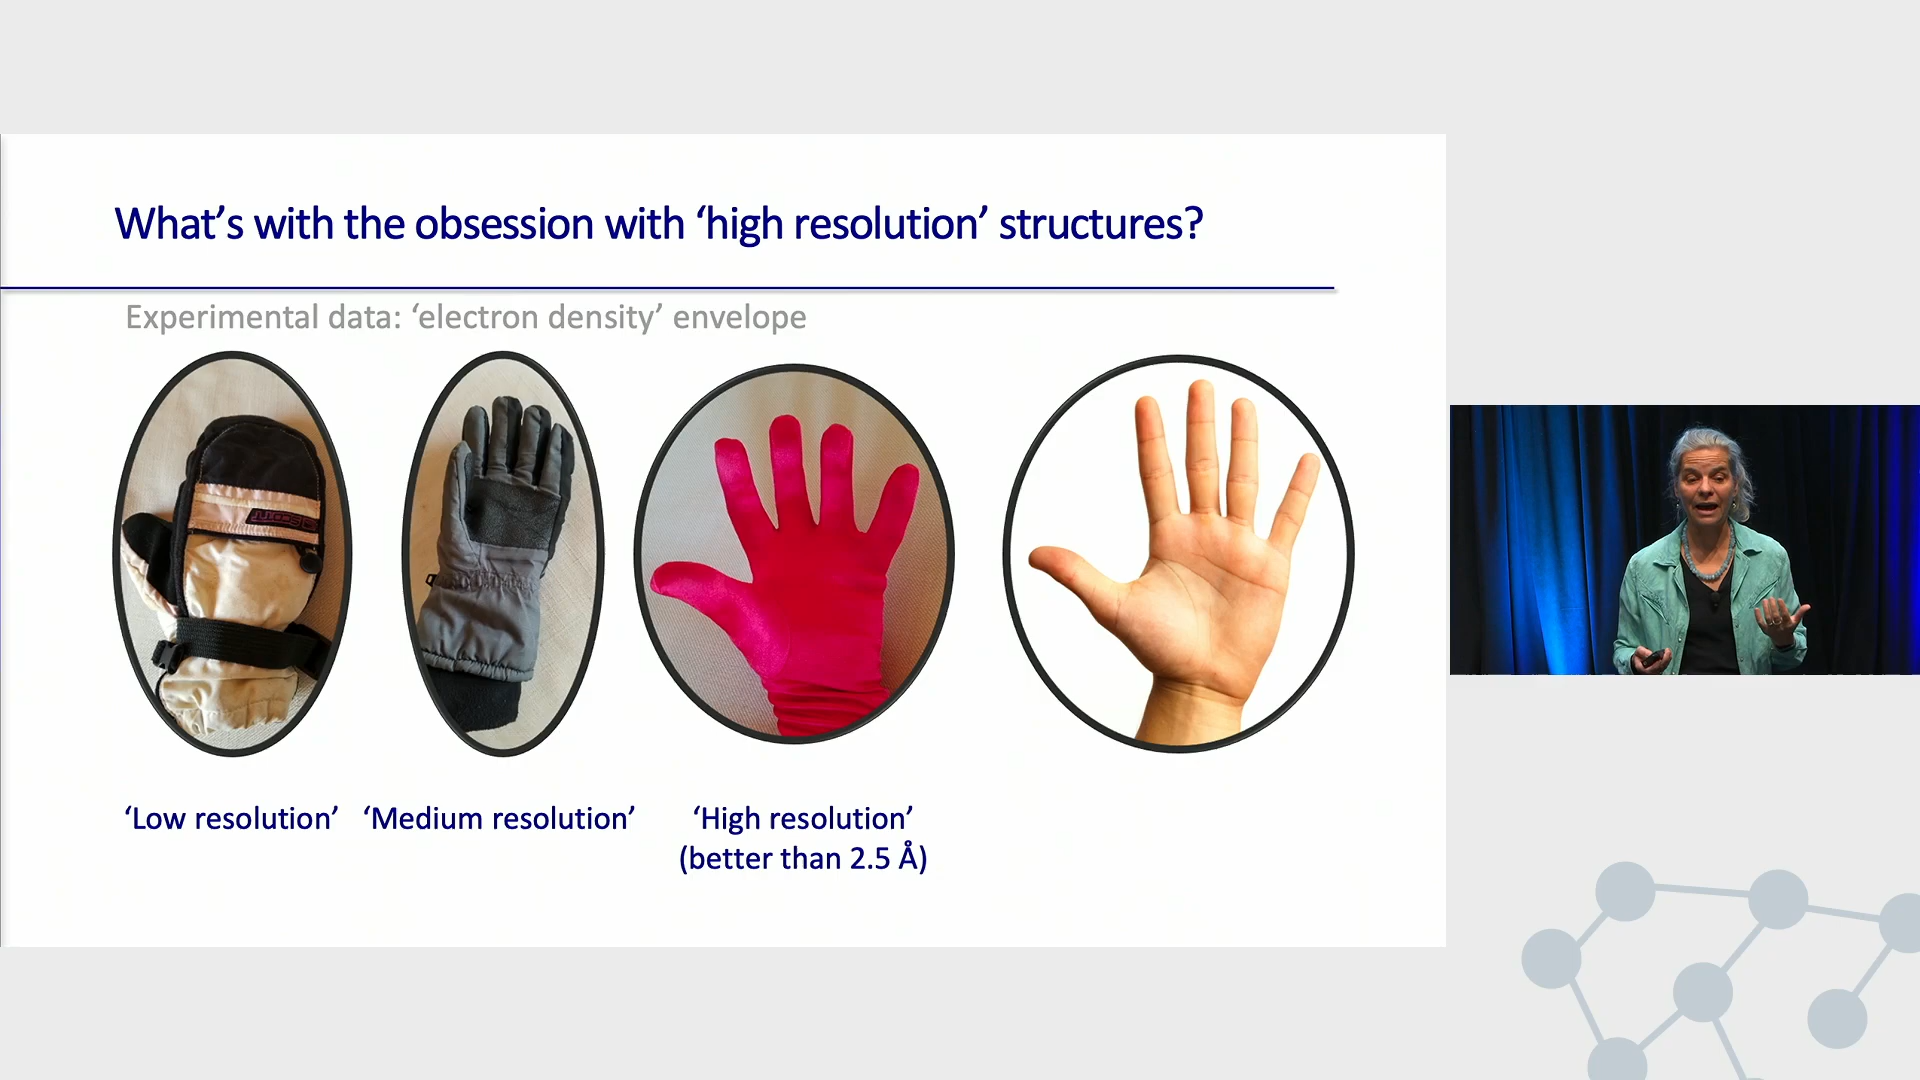 What’s with the obsession with ‘high resolution’ structures?
Experimental data: ‘electron density’ envelope
‘Low resolution’ ‘Medium resolution’ ‘High resolution’
(better than 2.5 Å)